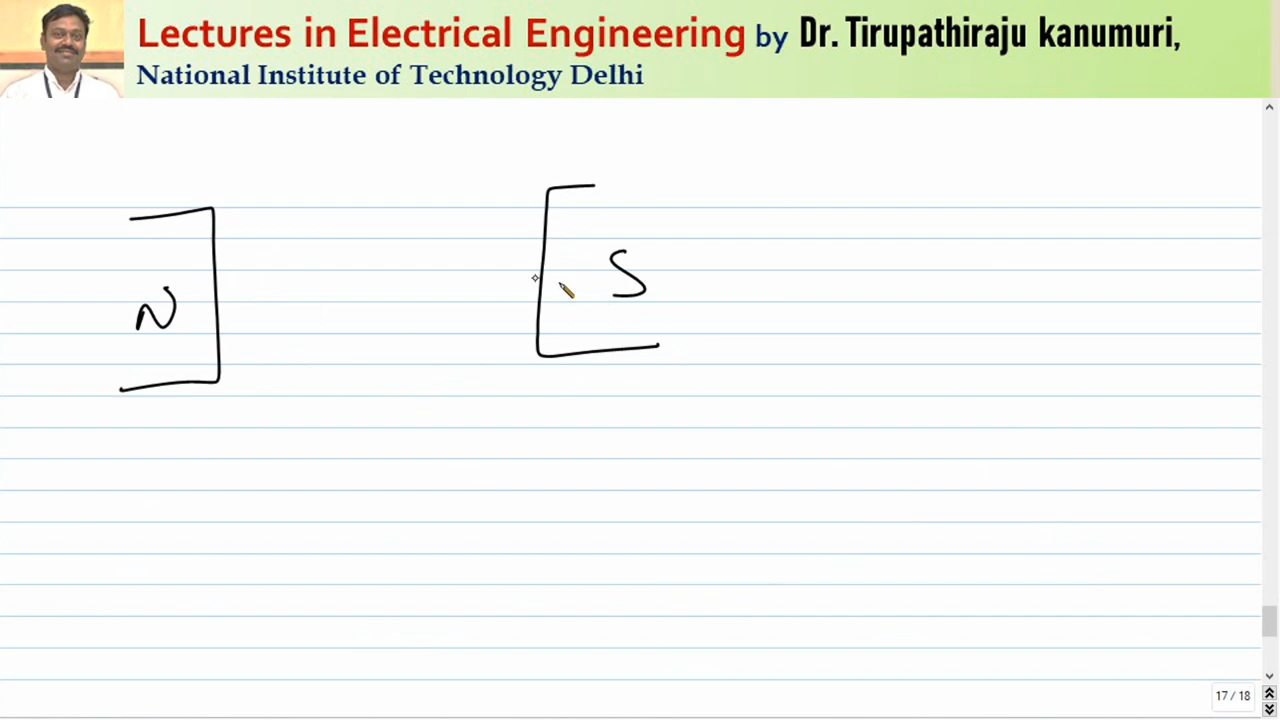 Lectures in Electrical Engineering by Dr. Tirupathiraju kanumuri,
National Institute of Technology Delhi
N
S
17 / 18